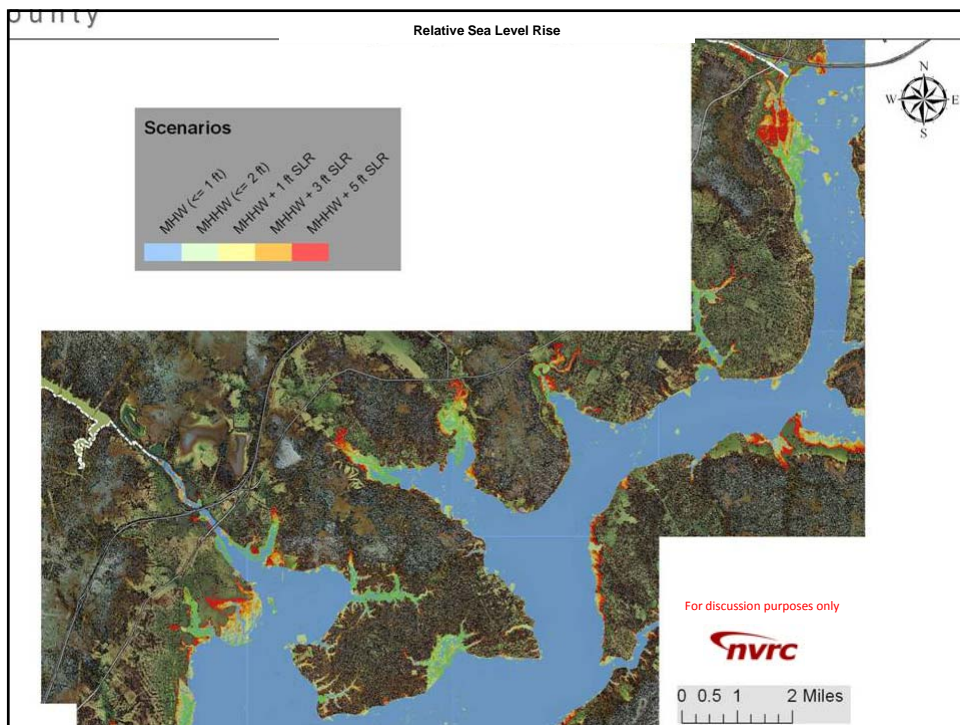 ounty
Relative Sea Level Rise
N
W E
S
Scenarios
MHW (<= 1 ft)
MHHW (<= 2 ft)
MHHW + 1 ft SLR
MHHW + 3 ft SLR
MHHW + 5 ft SLR
For discussion purposes only
nvrc
0 0.5 1 2 Miles